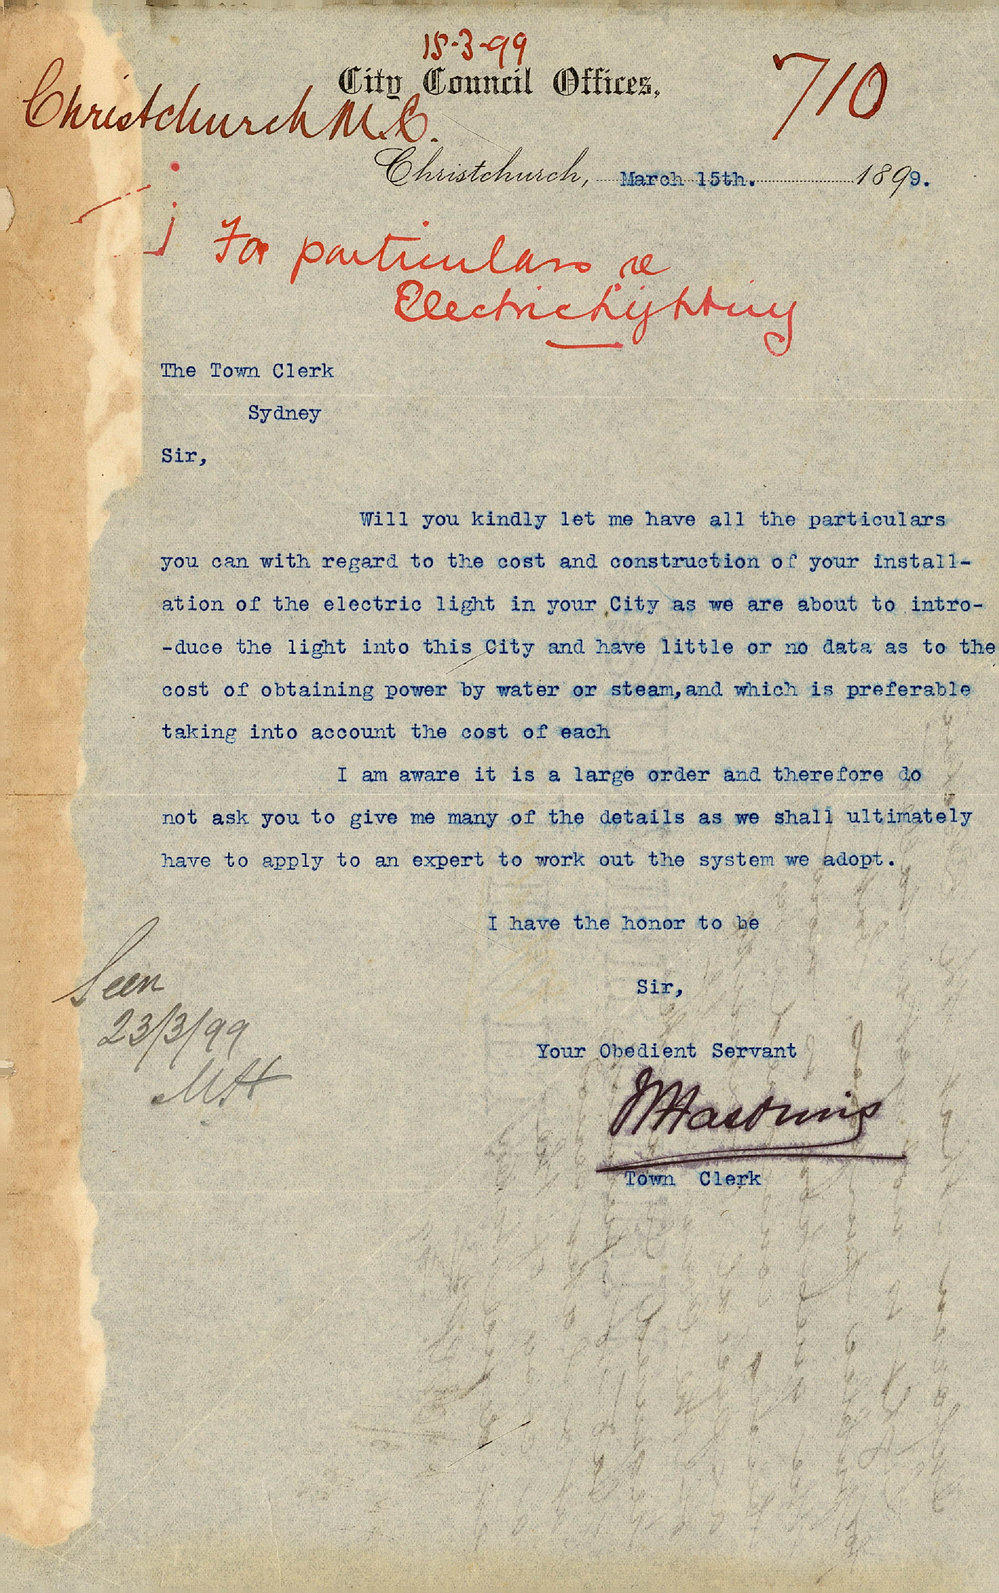 15-3-99
City Council Offices,
710
Christchurch M.C.
Christchurch, March 15th. 1899.
For particulars re
Electric Lighting
The Town Clerk
Sydney
Sir,
Will you kindly let me have all the particulars
you can with regard to the cost and construction of your install-
ation of the electric light in your City as we are about to intro-
-duce the light into this City and have little or no data as to the
cost of obtaining power by water or steam,and which is preferable
taking into account the cost of each
I am aware it is a large order and therefore do
not ask you to give me many of the details as we shall ultimately
have to apply to an expert to work out the system we adopt.
I have the honor to be
Sir,
Your Obedient Servant
Town Clerk
Seen
23/3/99